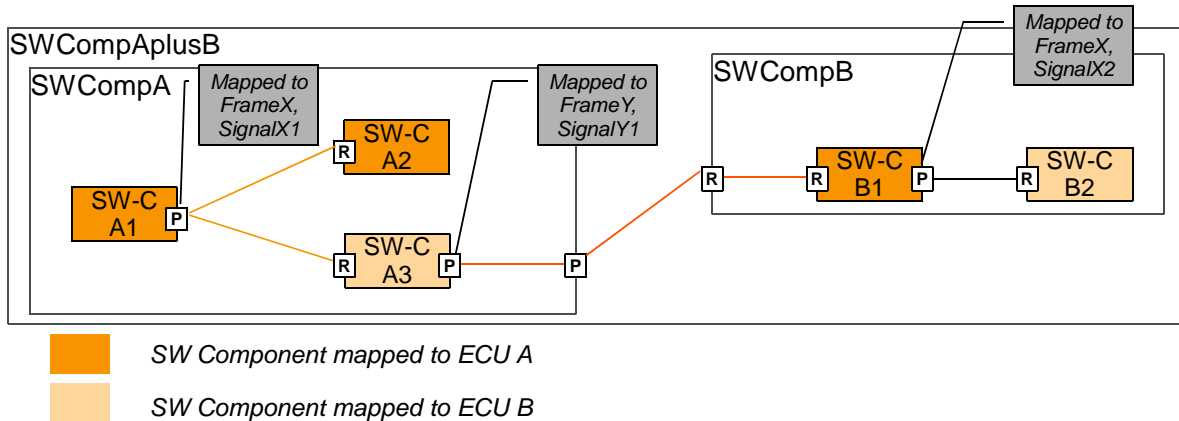 SWCompAplusB
SWCompA
Mapped to
FrameX,
SignalX1
Mapped to
FrameY,
SignalY1
SWCompB
Mapped to
FrameX,
SignalX2
SW-C
A1
P
R
SW-C
A2
R
SW-C
A3
P
P
R
R
SW-C
B1
P
R
SW-C
B2
SW Component mapped to ECU A
SW Component mapped to ECU B